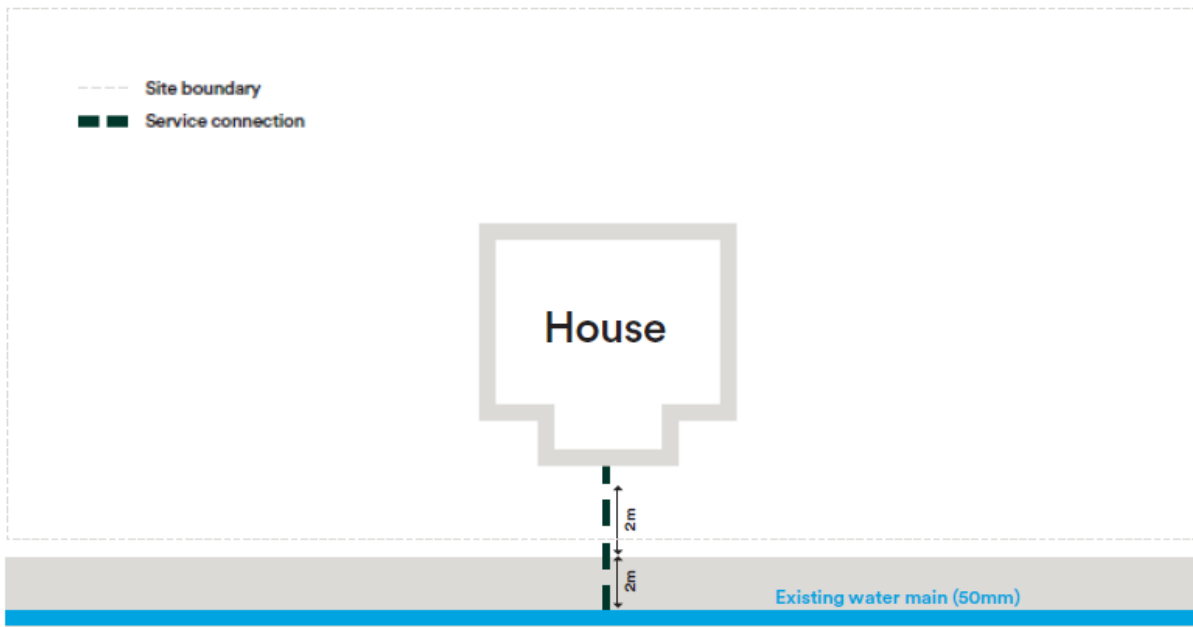 Site boundary
Service connection
House
2m
2m
Existing water main (50mm)